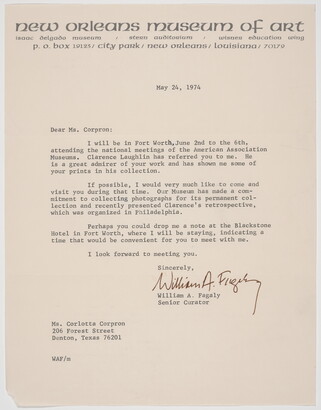 new orleans museum of art
isaac delgado museum / stern auditorium / wisner education wing
p. o. box 19123 / city park / new orleans / louisiana / 70179
May 24, 1974
Dear Ms. Corpron:
I will be in Fort Worth, June 2nd to the 6th,
attending the national meetings of the American Association
Museums. Clarence Laughlin has referred you to me. He
is a great admirer of your work and has shown me some of
your prints in his collection.
If possible, I would very much like to come and
visit you during that time. Our Museum has made a com-
mitment to collecting photographs for its permanent col-
lection and recently presented Clarence's retrospective,
which was organized in Philadelphia.
Perhaps you could drop me a note at the Blackstone
Hotel in Fort Worth, where I will be staying, indicating a
time that would be convenient for you to meet with me.
I look forward to meeting you.
Sincerely,
William A. Fagaly
William A. Fagaly
Senior Curator
Ms. Carlotta Corpron
206 Forest Street
Denton, Texas 76201
WAF/m